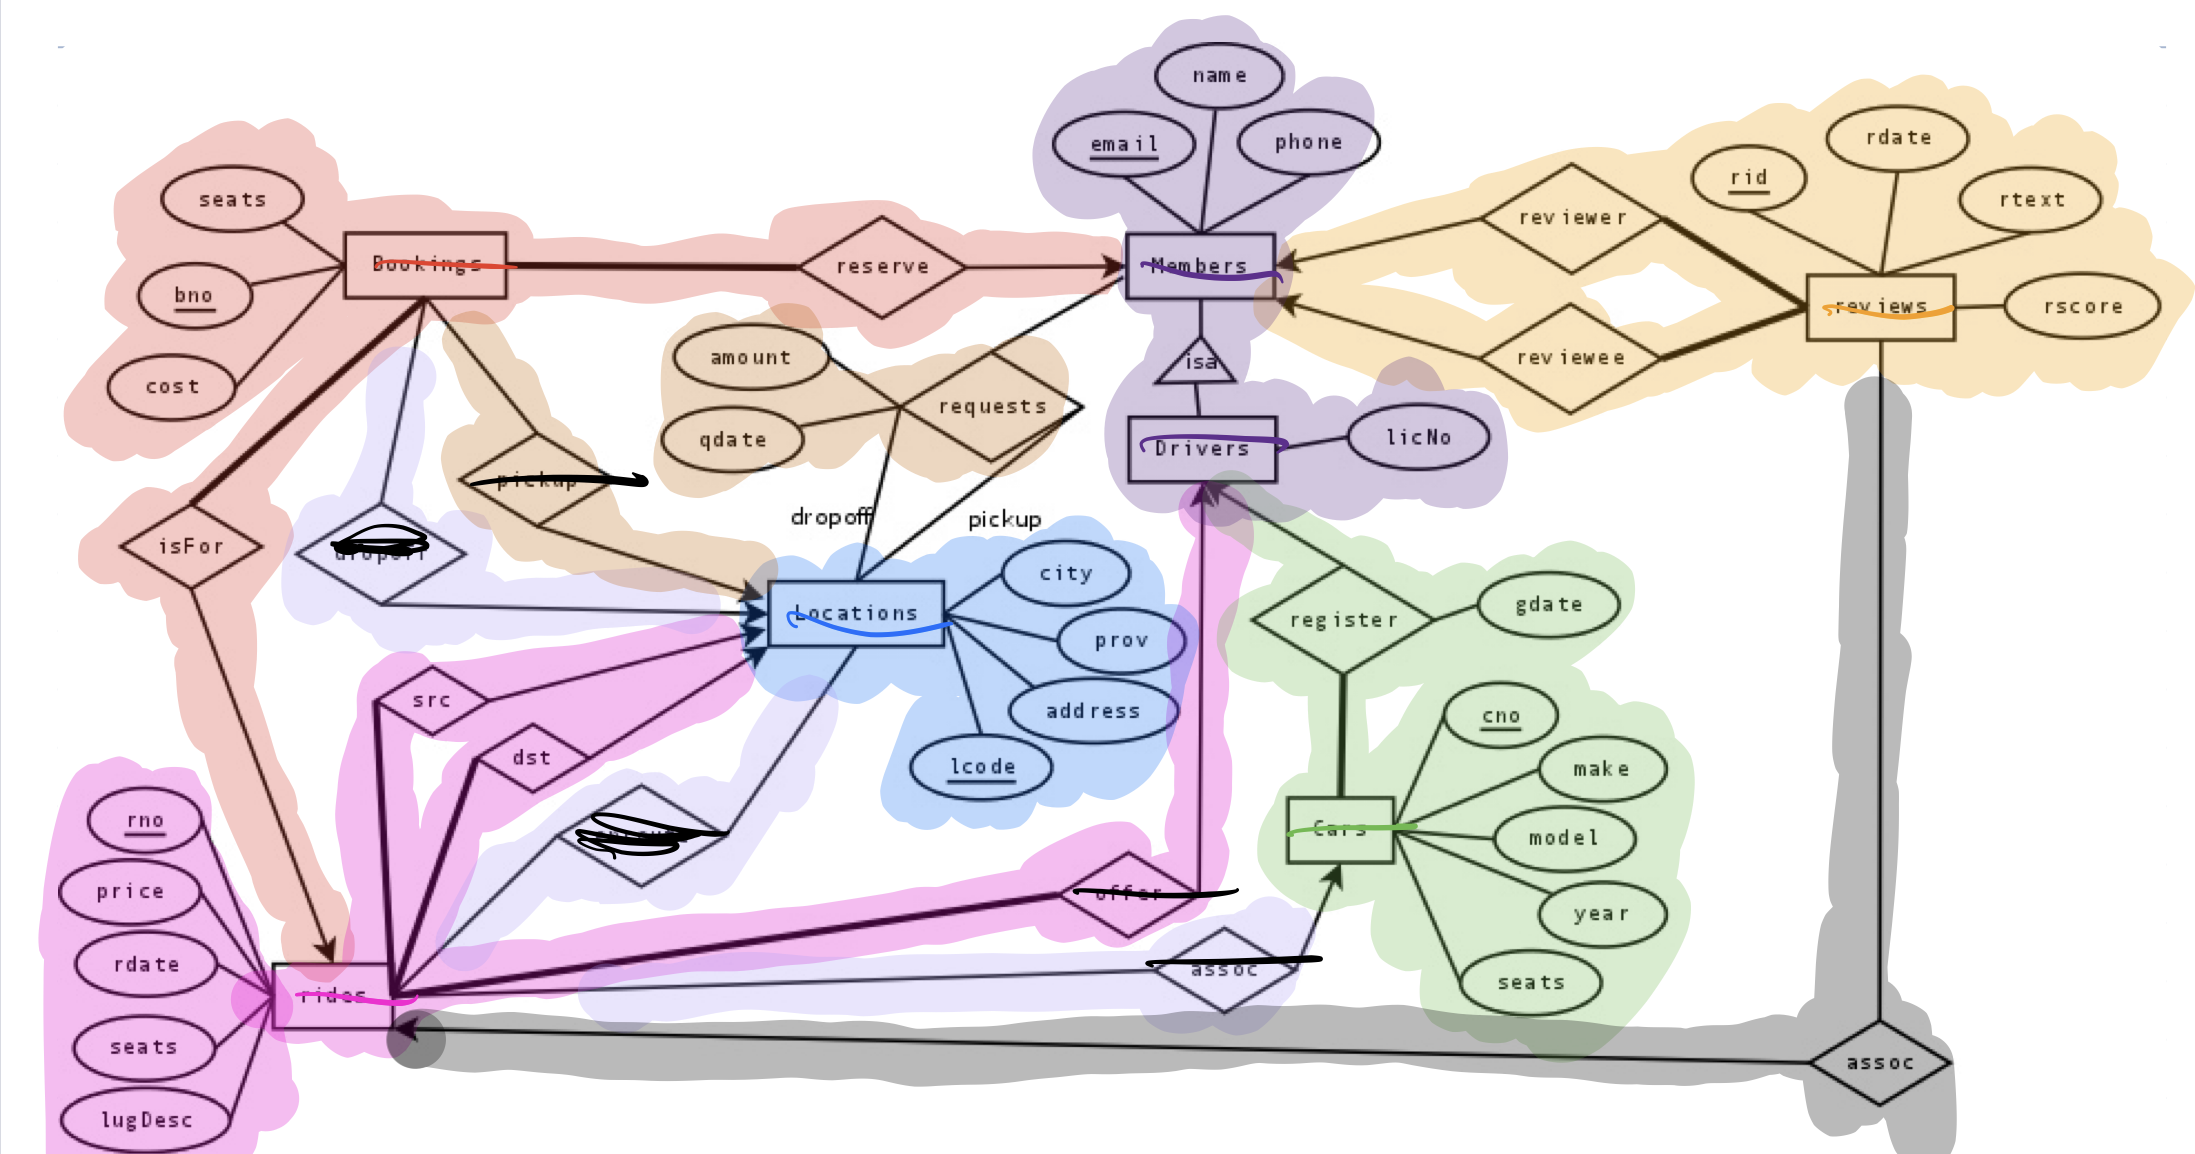 name
email
phone
rdate
rid
rtext
seats
reviewer
Bookings
reserve
Members
bno
reviews
rscore
amount
isa
reviewee
cost
requests
qdate
Drivers
licNo
pickup
dropoff
pickup
isFor
city
Locations
gdate
register
prov
src
address
cno
dst
lcode
make
rno
Cars
model
price
offer
year
rdate
assoc
rides
seats
seats
assoc
lugDesc